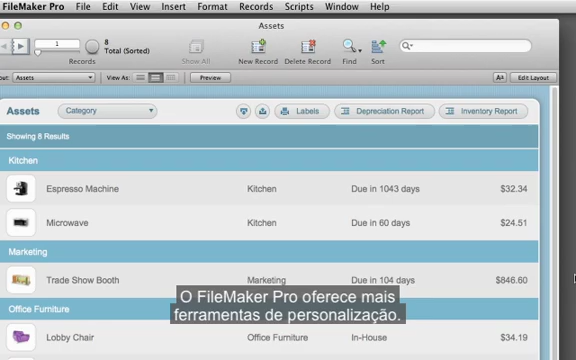 FileMaker Pro File Edit View Insert Format Records Scripts Window Help
Assets
1 8 Total (Sorted)
Records Show All New Record Delete Record Find Sort
Assets View As: Preview Aa Edit Layout
Assets Category Labels Depreciation Report Inventory Report
Showing 8 Results
Kitchen
Espresso Machine Kitchen Due in 1043 days $32.34
Microwave Kitchen Due in 60 days $24.51
Marketing
Trade Show Booth Marketing Due in 104 days $846.60
O FileMaker Pro oferece mais
ferramentas de personalização.
Office Furniture
Lobby Chair Office Furniture In-House $34.19